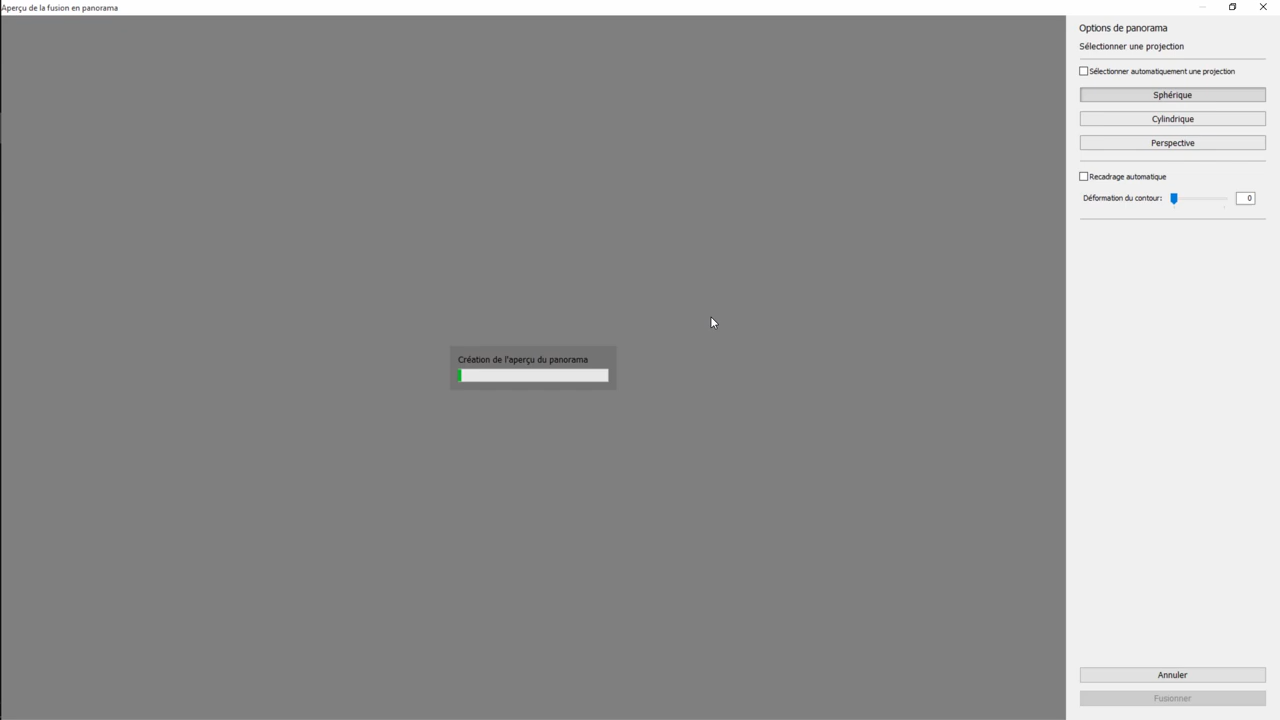 Aperçu de la fusion en panorama
Options de panorama
Sélectionner une projection
Sélectionner automatiquement une projection
Sphérique
Cylindrique
Perspective
Recadrage automatique
Déformation du contour: 0
Création de l'aperçu du panorama
Annuler
Fusionner